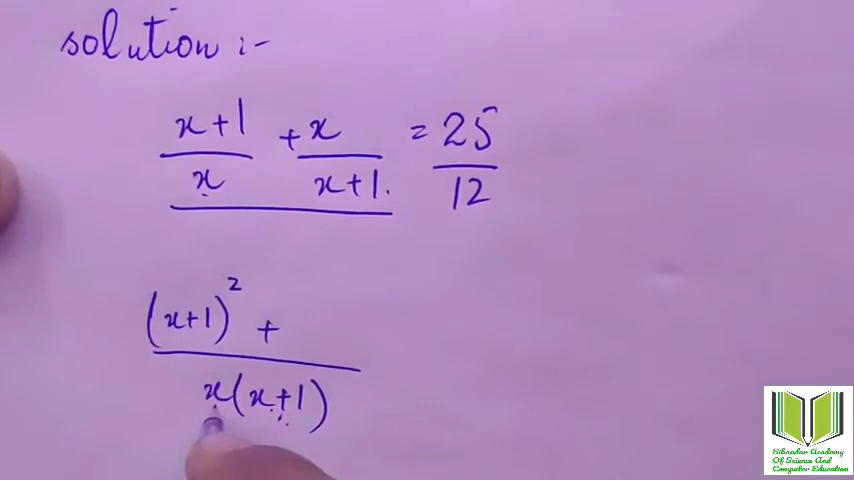 solution :-
x+1/x + x/x+1. = 25/12
(x+1)² + / x(x+1)
Sikandar Academy
Of Science And
Computer Education